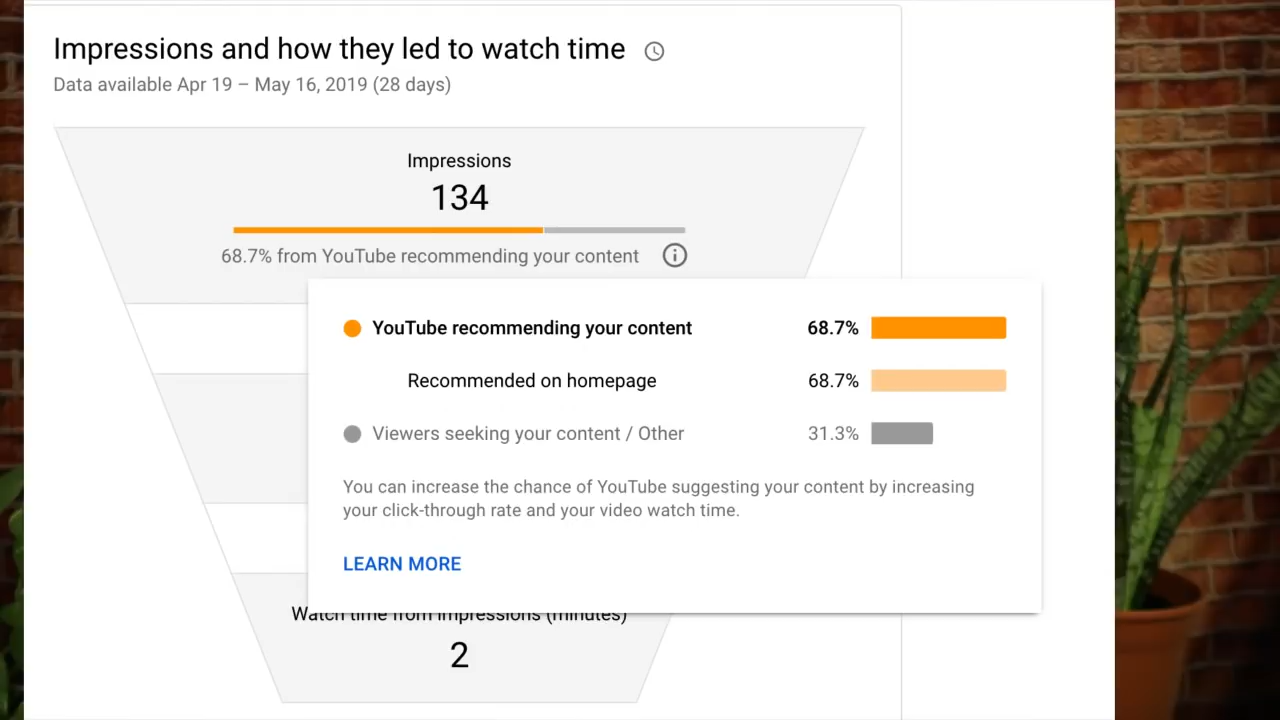 Impressions and how they led to watch time
Data available Apr 19 – May 16, 2019 (28 days)
Impressions
134
68.7% from YouTube recommending your content
YouTube recommending your content 68.7%
Recommended on homepage 68.7%
Viewers seeking your content / Other 31.3%
You can increase the chance of YouTube suggesting your content by increasing
your click-through rate and your video watch time.
LEARN MORE
Watch time from impressions (minutes)
2